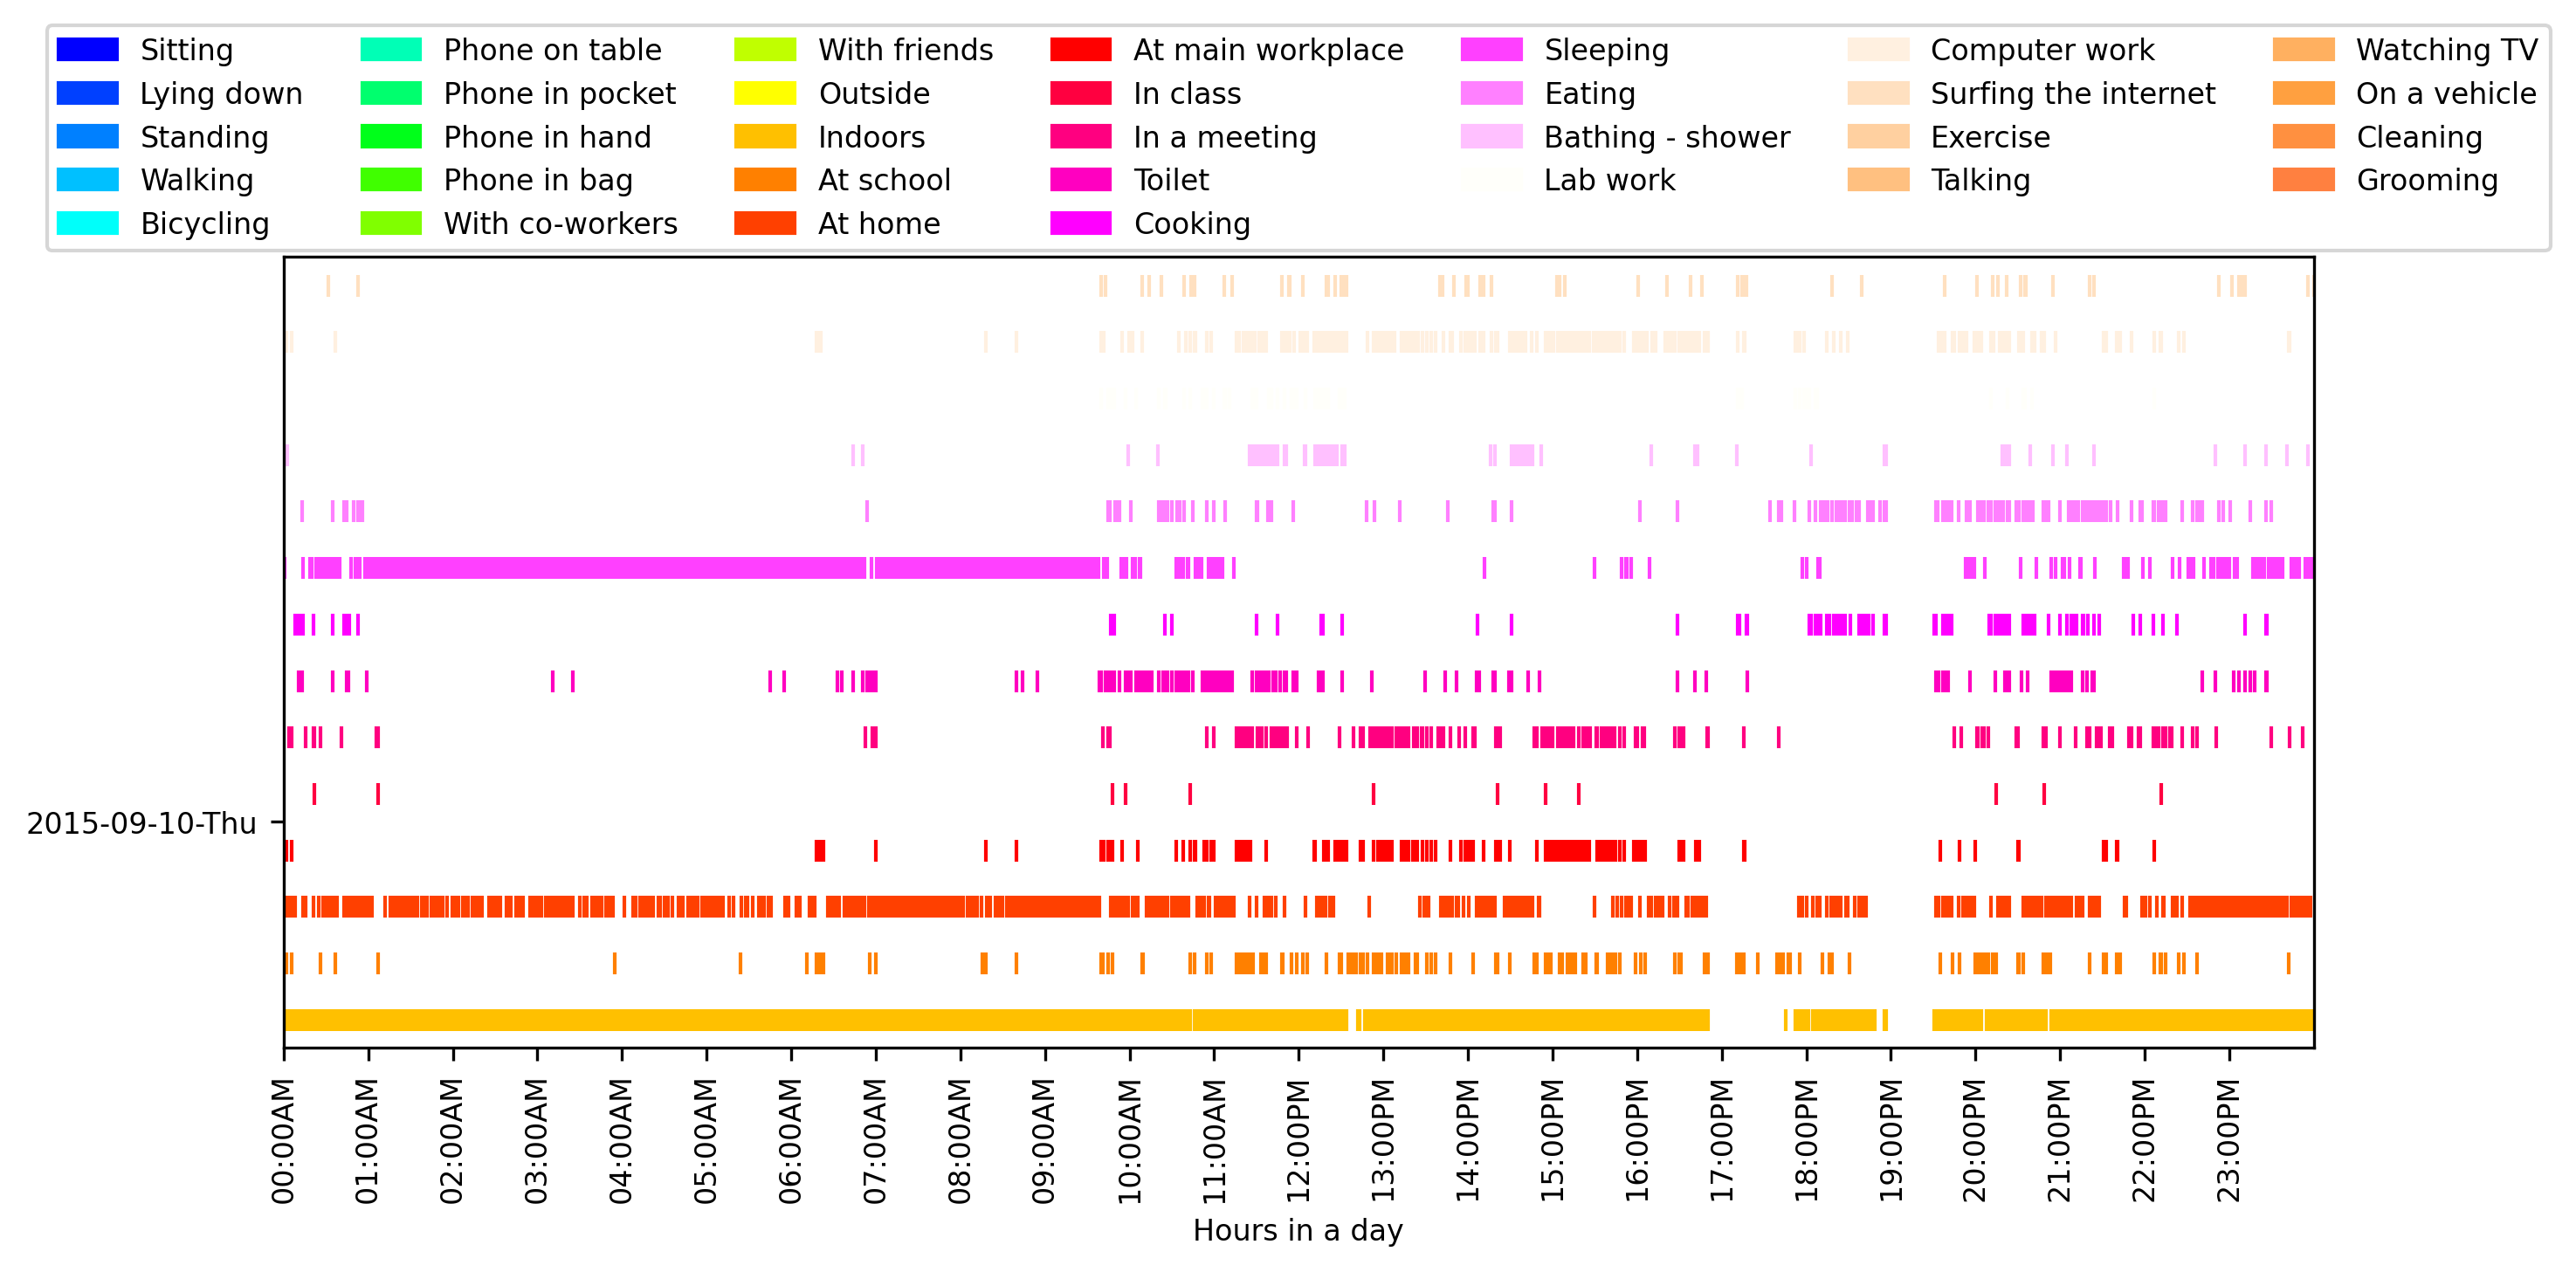 Sitting
Lying down
Standing
Walking
Bicycling
Phone on table
Phone in pocket
Phone in hand
Phone in bag
With co-workers
With friends
Outside
Indoors
At school
At home
At main workplace
In class
In a meeting
Toilet
Cooking
Sleeping
Eating
Bathing - shower
Lab work
Computer work
Surfing the internet
Exercise
Talking
Watching TV
On a vehicle
Cleaning
Grooming
2015-09-10-Thu
00:00AM
01:00AM
02:00AM
03:00AM
04:00AM
05:00AM
06:00AM
07:00AM
08:00AM
09:00AM
10:00AM
11:00AM
12:00PM
13:00PM
14:00PM
15:00PM
16:00PM
17:00PM
18:00PM
19:00PM
20:00PM
21:00PM
22:00PM
23:00PM
Hours in a day